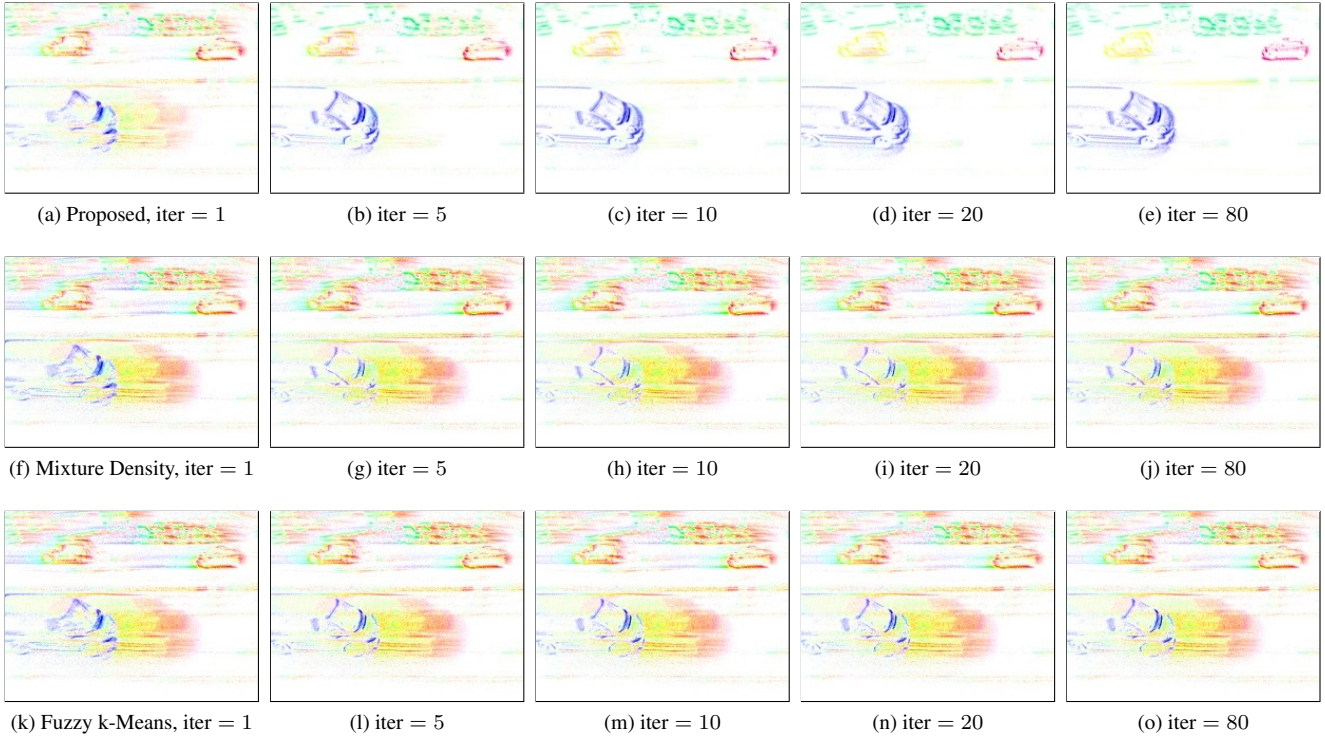 (a) Proposed, iter = 1
(b) iter = 5
(c) iter = 10
(d) iter = 20
(e) iter = 80
(f) Mixture Density, iter = 1
(g) iter = 5
(h) iter = 10
(i) iter = 20
(j) iter = 80
(k) Fuzzy k-Means, iter = 1
(l) iter = 5
(m) iter = 10
(n) iter = 20
(o) iter = 80